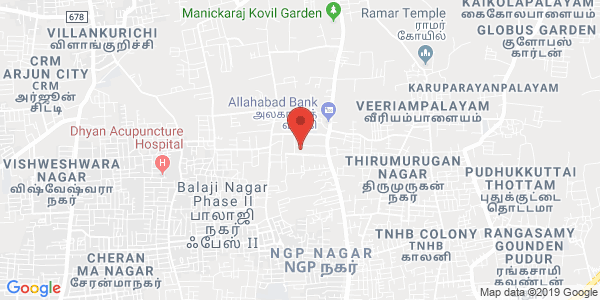 Manickaraj Kovil Garden
678
VILLANKURICHI
விளாங்குறிச்சி
CRM
ARJUN CITY
CRM
அர்ஜூன்
சிட்டி
Dhyan Acupuncture
Hospital
H
VISHWESHWARA
NAGAR
விஷ்வேஷ்வரா
நகர்
Balaji Nagar
Phase II
பாலாஜி
நகர்
ஃபேஸ் II
CHERAN
MA NAGAR
சேரன்மாநகர்
Google
Allahabad Bank
NGP NAGAR
NGP நகர்
Ramar Temple
ராமர்
கோயில்
KAIKOLAPALAYAM
கைகோலபாளையம்
GLOBUS GARDEN
குளோபஸ்
கார்டன்
KARUPARAYANPALAYAM
VEERIAMPALAYAM
வீரியம்பாளையம்
THIRUMURUGAN
NAGAR
திருமுருகன்
நகர்
PUDHUKKUTTAI
THOTTAM
புதுக்குட்டை
தொட்டமா
TNHB COLONY
TNHB
காலனி
RANGASAMY
GOUNDEN
PUDUR
ரங்கசாமி
கவுண்டன்
Map data ©2019 Google